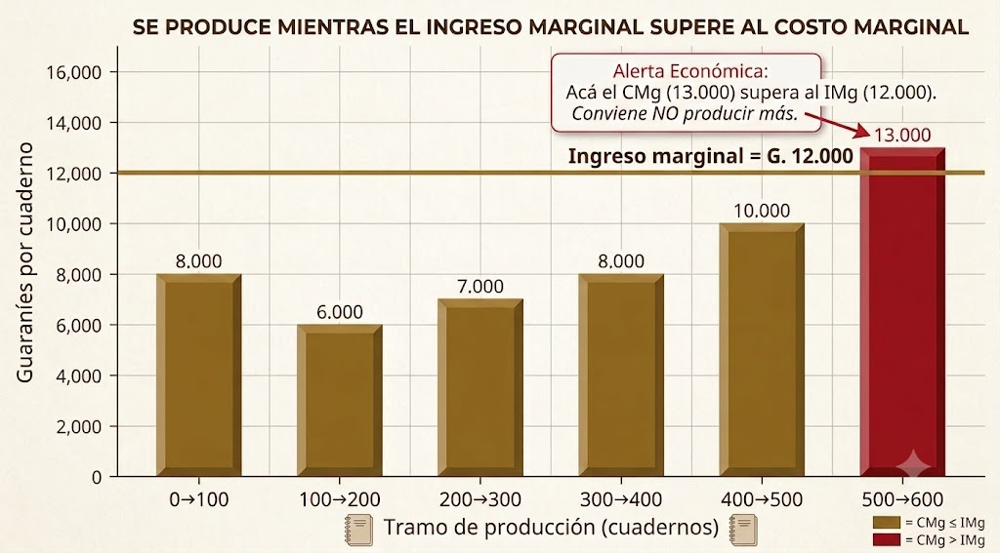 SE PRODUCE MIENTRAS EL INGRESO MARGINAL SUPERE AL COSTO MARGINAL
Guaraníes por cuaderno
16,000
14,000
12,000
10,000
8,000
6,000
4,000
2,000
0
Alerta Económica:
Acá el CMg (13.000) supera al IMg (12.000).
Conviene NO producir más.
Ingreso marginal = G. 12.000
8.000
6.000
7.000
8.000
10.000
13.000
0→100
100→200
200→300
300→400
400→500
500→600
Tramo de producción (cuadernos)
= CMg ≤ IMg
= CMg > IMg